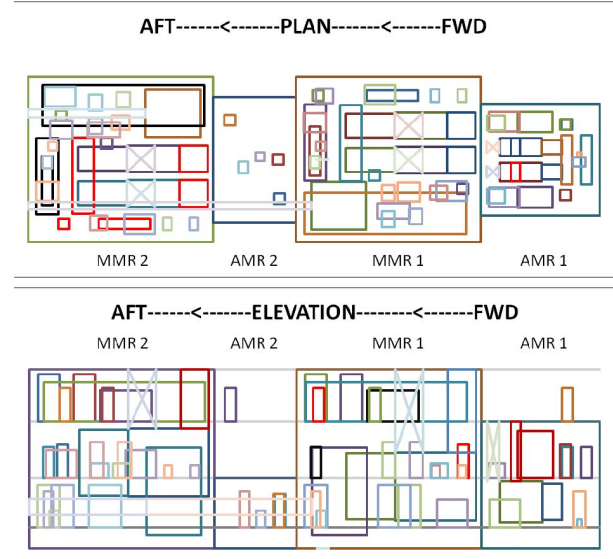 AFT------<------PLAN------<------FWD
MMR 2 AMR 2 MMR 1 AMR 1
AFT------<------ELEVATION--------<------FWD
MMR 2 AMR 2 MMR 1 AMR 1